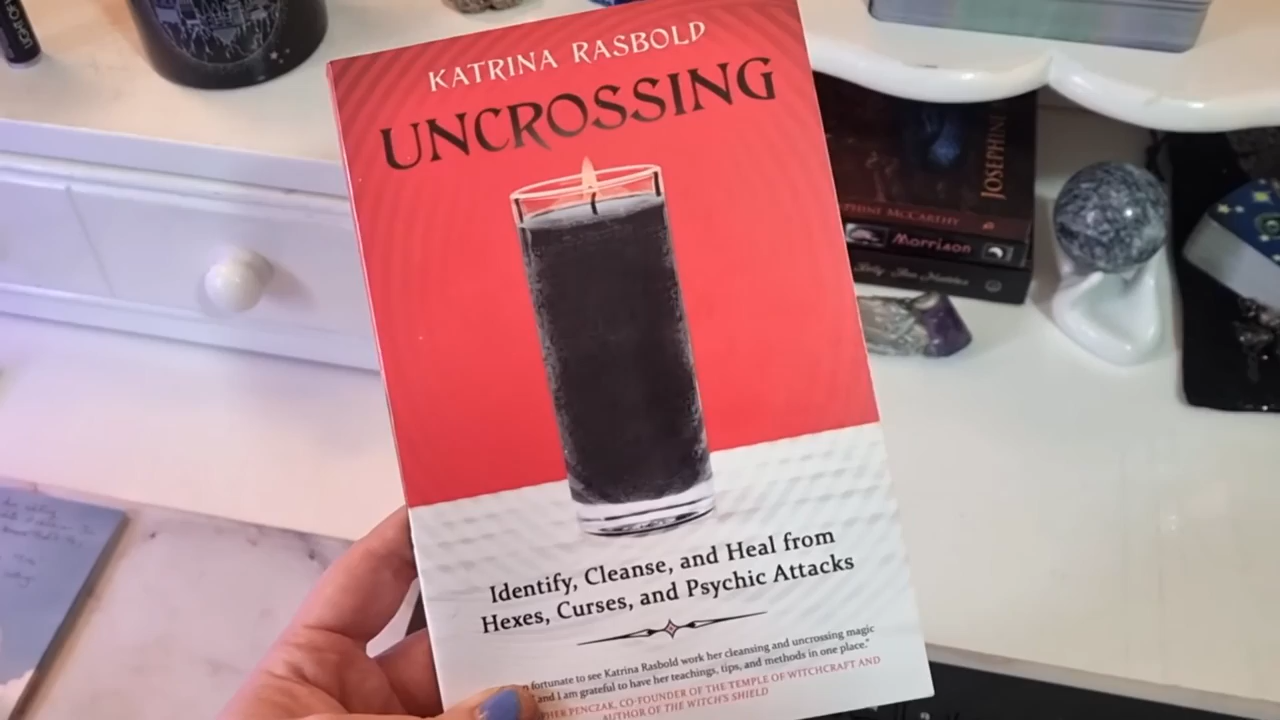 KATRINA RASBOLD
UNCROSSING
Identify, Cleanse, and Heal from
Hexes, Curses, and Psychic Attacks
fortunate to see Katrina Rasbold work her cleansing and uncrossing magic
and I am grateful to have her teachings, tips, and methods in one place."
PENCZAK, CO-FOUNDER OF THE TEMPLE OF WITCHCRAFT AND
AUTHOR OF THE WITCH'S SHIELD
JOSEPHINE
MCCARTHY
Morrison